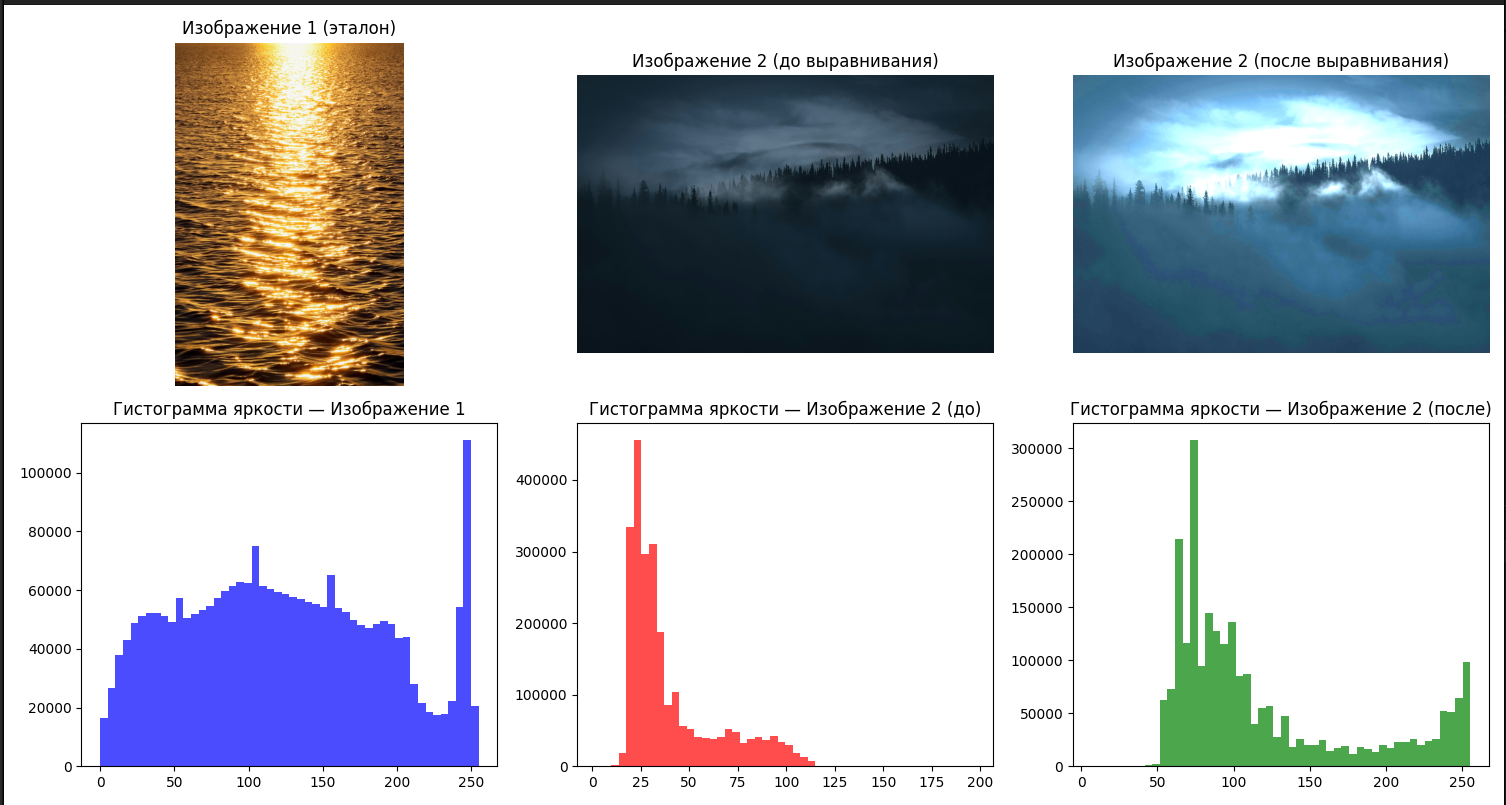 Изображение 1 (эталон)
Изображение 2 (до выравнивания)
Изображение 2 (после выравнивания)
Гистограмма яркости — Изображение 1
100000
80000
60000
40000
20000
0
0 50 100 150 200 250
Гистограмма яркости — Изображение 2 (до)
400000
300000
200000
100000
0
0 25 50 75 100 125 150 175 200
Гистограмма яркости — Изображение 2 (после)
300000
250000
200000
150000
100000
50000
0
0 50 100 150 200 250